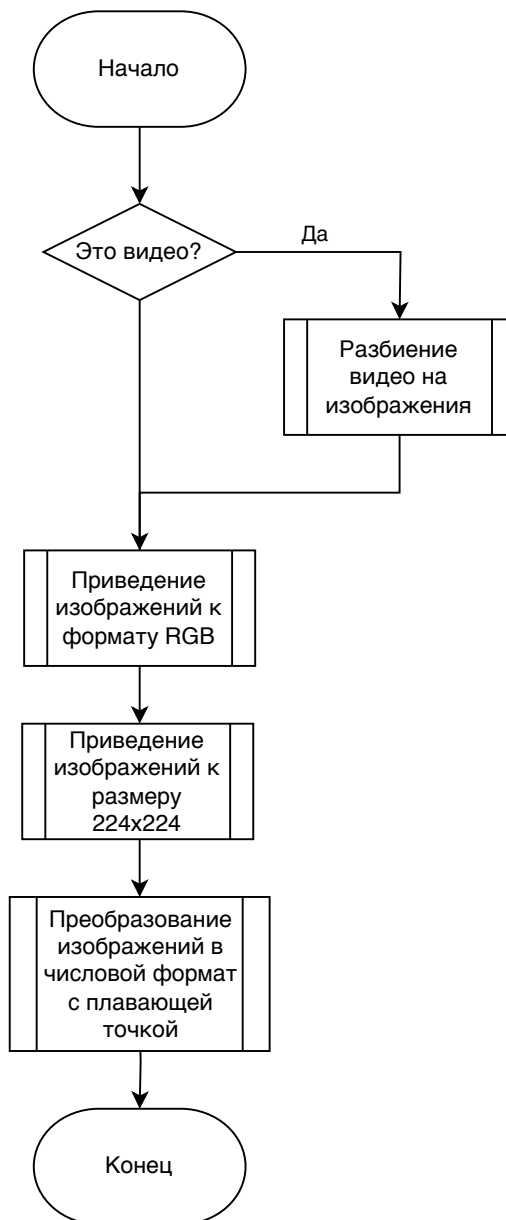 Начало
Это видео?
Да
Разбиение
видео на
изображения
Приведение
изображений к
формату RGB
Приведение
изображений к
размеру
224x224
Преобразование
изображений в
числовой формат
с плавающей
точкой
Конец